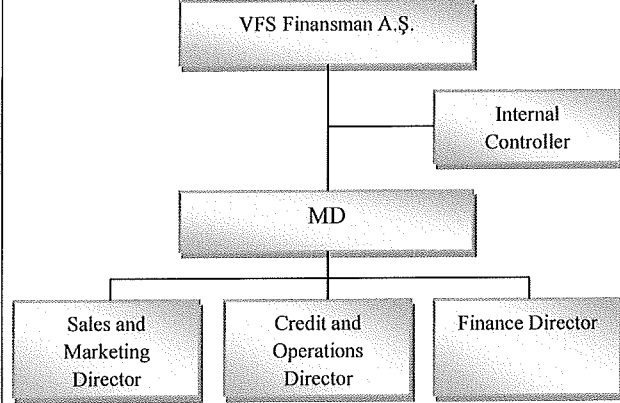 VFS Finansman A.Ş.
Internal
Controller
MD
Sales and
Marketing
Director
Credit and
Operations
Director
Finance Director